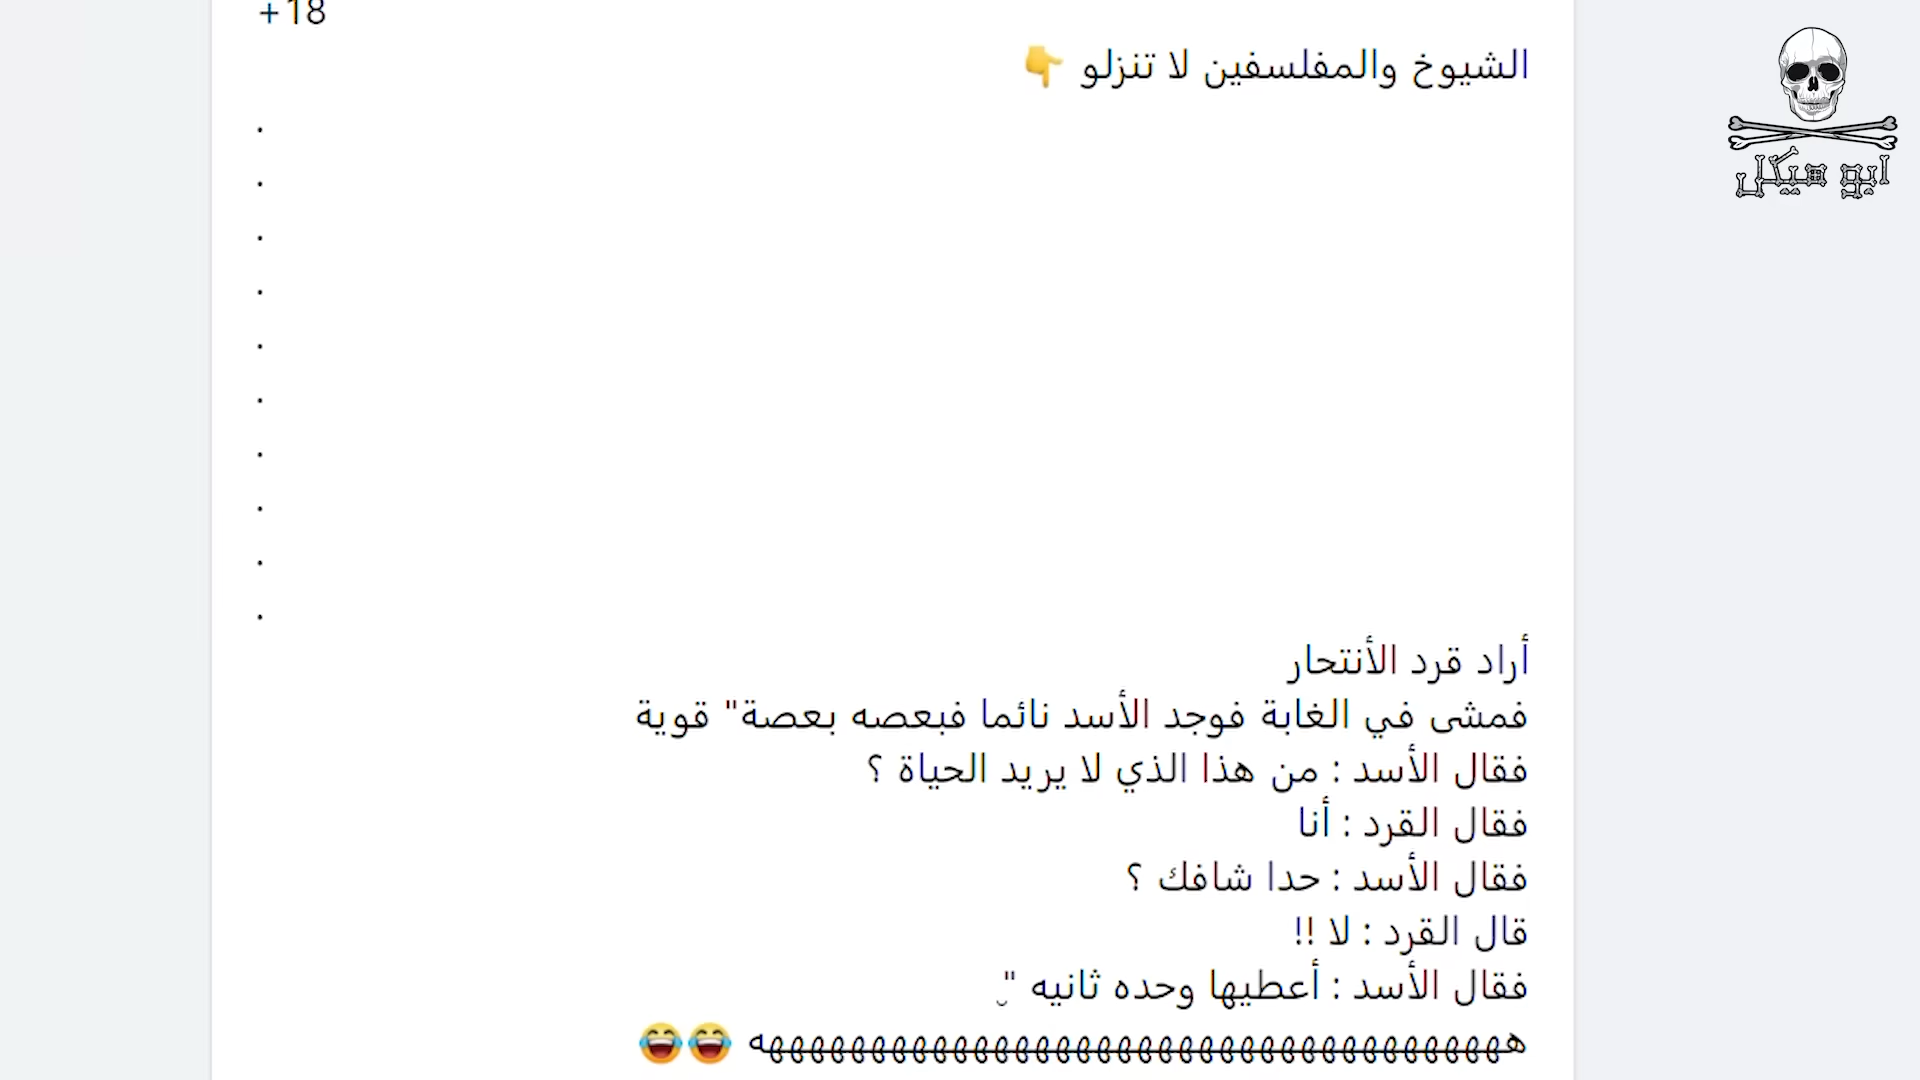 +18
الشيوخ والمفلسفين لا تنزلو 👇
.
.
.
.
.
.
.
.
.
.
أراد قرد الأنتحار
فمشى في الغابة فوجد الأسد نائما فبعصه بعصة" قوية
فقال الأسد : من هذا الذي لا يريد الحياة ؟
فقال القرد : أنا
فقال الأسد : حدا شافك ؟
قال القرد : لا !!
فقال الأسد : أعطيها وحده ثانيه "ِ
هههههههههههههههههههههههههههههههههههههه 😂😂
ابو هيكل